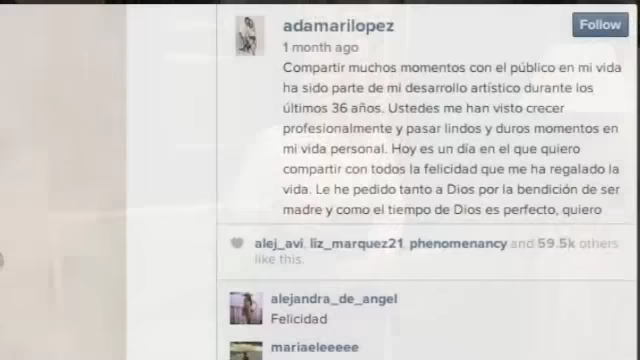 adamarilopez
Follow
1 month ago
Compartir muchos momentos con el público en mi vida
ha sido parte de mi desarrollo artístico durante los
últimos 36 años. Ustedes me han visto crecer
profesionalmente y pasar lindos y duros momentos en
mi vida personal. Hoy es un día en el que quiero
compartir con todos la felicidad que me ha regalado la
vida. Le he pedido tanto a Dios por la bendición de ser
madre y como el tiempo de Dios es perfecto, quiero
alej_avi, liz_marquez21, phenomenancy and 59.5k others
like this.
alejandra_de_angel
Felicidad
mariaeleeeee